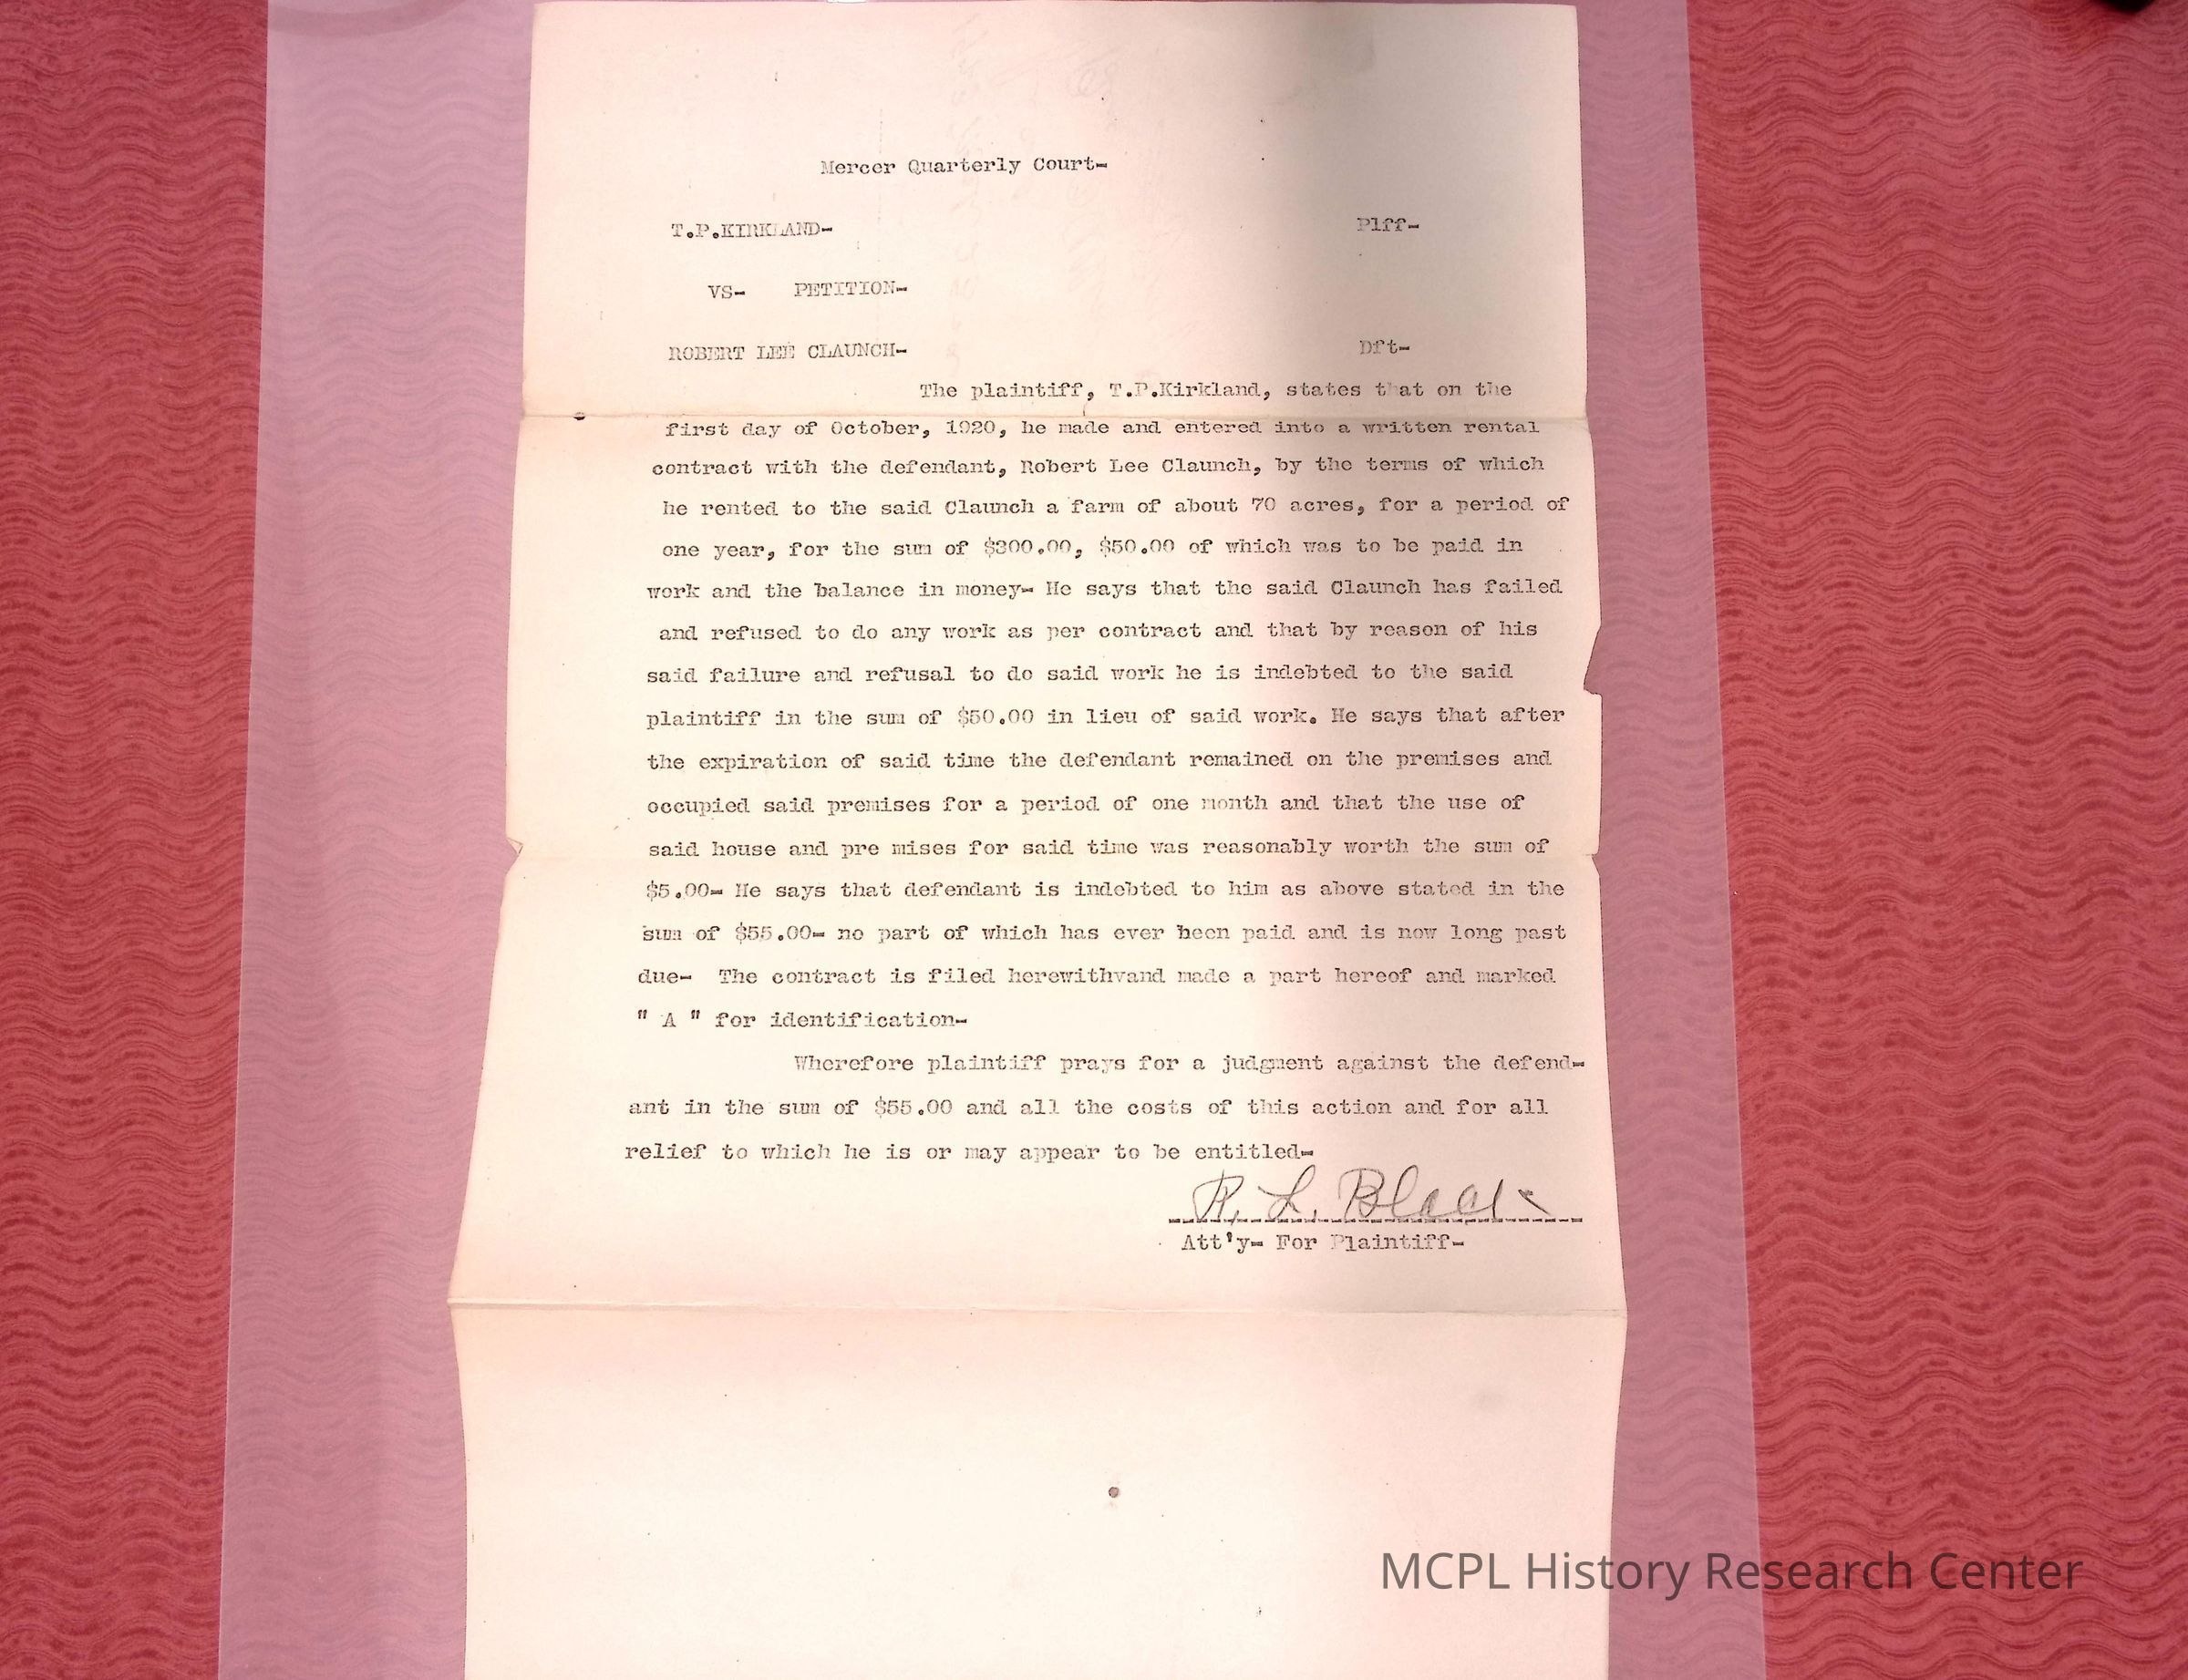 Mercer Quarterly Court-
T.P.KIRKLAND- Plff-
VS- PETITION-
ROBERT LEE CLAUNCH- Dft-
The plaintiff, T.P.Kirkland, states that on the
first day of October, 1920, he made and entered into a written rental
contract with the defendant, Robert Lee Claunch, by the terms of which
he rented to the said Claunch a farm of about 70 acres, for a period of
one year, for the sum of $300.00, $50.00 of which was to be paid in
work and the balance in money- He says that the said Claunch has failed
and refused to do any work as per contract and that by reason of his
said failure and refusal to do said work he is indebted to the said
plaintiff in the sum of $50.00 in lieu of said work. He says that after
the expiration of said time the defendant remained on the premises and
occupied said premises for a period of one month and that the use of
said house and pre mises for said time was reasonably worth the sum of
$5.00- He says that defendant is indebted to him as above stated in the
sum of $55.00- no part of which has ever been paid and is now long past
due- The contract is filed herewithvand made a part hereof and marked
" A " for identification-
Wherefore plaintiff prays for a judgment against the defend-
ant in the sum of $55.00 and all the costs of this action and for all
relief to which he is or may appear to be entitled-
R. L. Black
Att'y- For Plaintiff-
MCPL History Research Center